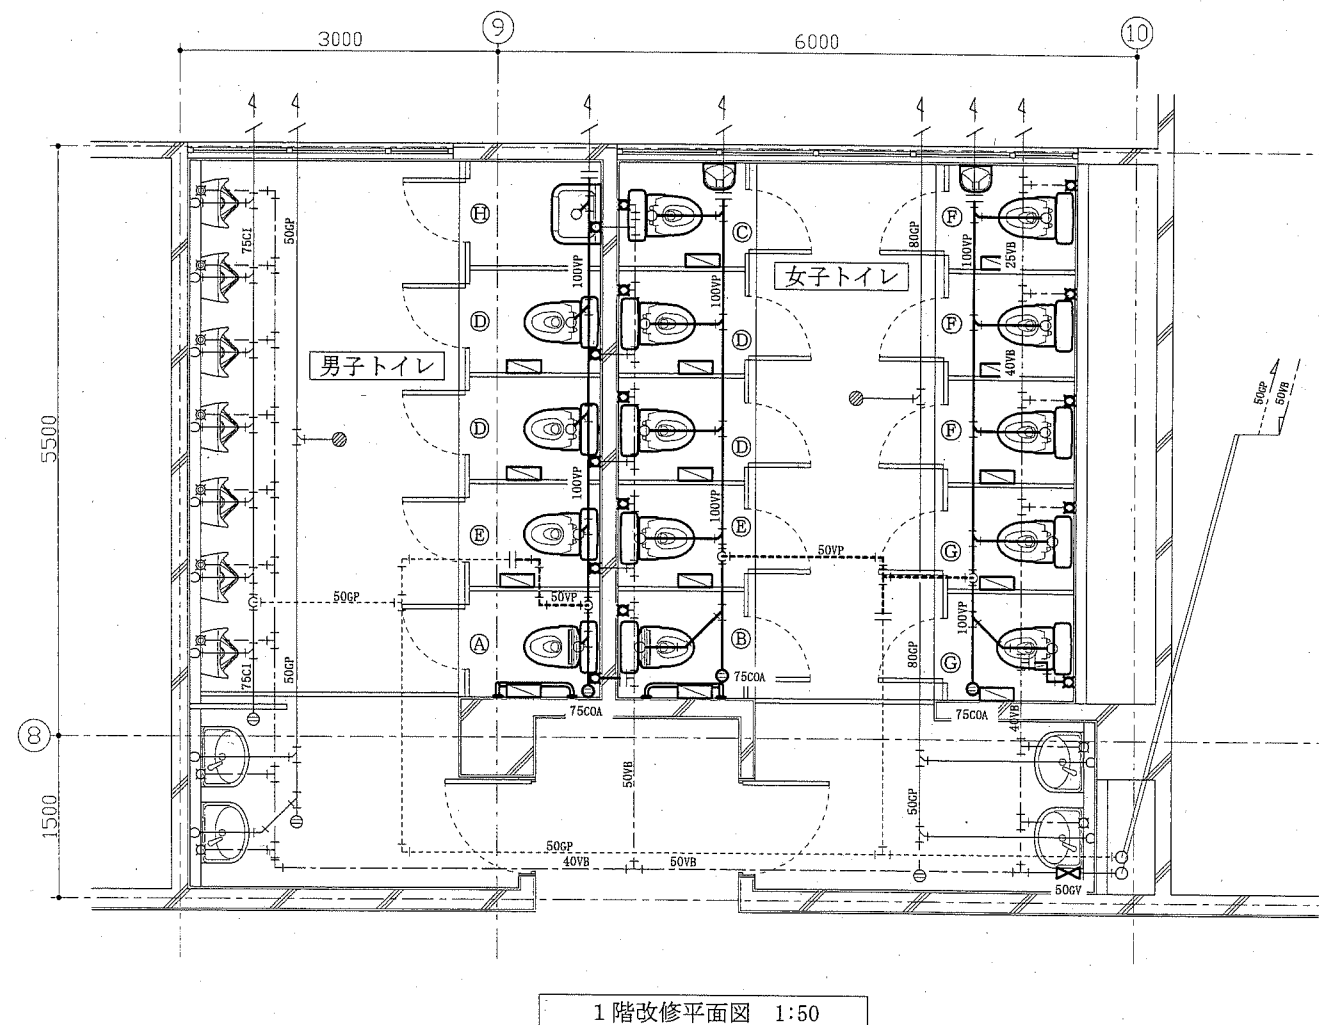 3000
⑨
6000
⑩
4
4
4
4
4
4
4
75CI
50GP
100VP
100VP
80GP
100VP
25VB
Ⓗ
Ⓒ
Ⓕ
女子トイレ
男子トイレ
Ⓓ
Ⓓ
Ⓕ
40VB
50GP
50VB
5500
Ⓓ
Ⓓ
Ⓕ
100VP
100VP
Ⓔ
Ⓔ
Ⓖ
50VP
50GP
50VP
100VP
Ⓐ
Ⓑ
Ⓖ
75CI
50GP
80GP
75COA
75COA
75COA
40VB
⑧
50VB
1500
50GP
50GP
40VB
50VB
50GV
1階改修平面図 1:50